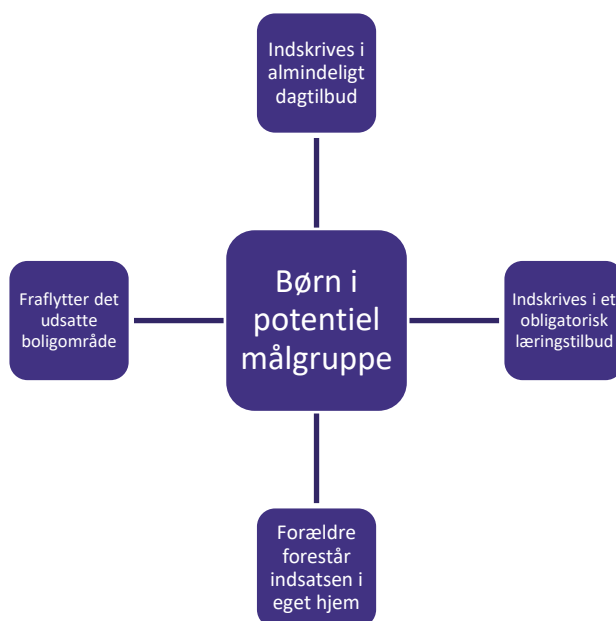 Indskrives i
almindeligt
dagtilbud
Fraflytter det
udsatte
boligområde
Børn i
potentiel
målgruppe
Indskrives i et
obligatorisk
læringstilbud
Forældre
forestår
indsatsen i
eget hjem